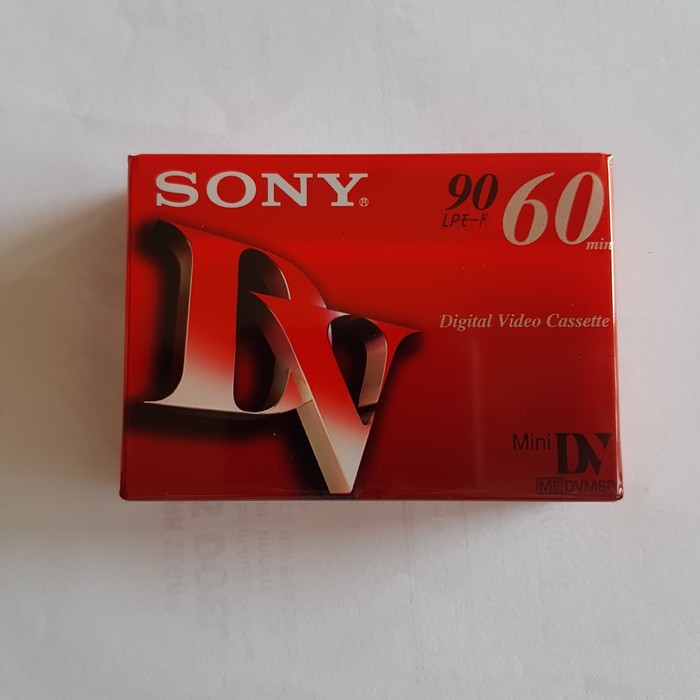 SONY®
90 60
LPモード min
DV
Digital Video Cassette
Mini DV
ME DVM60